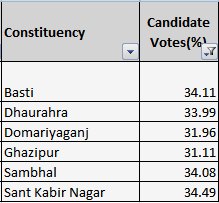 Constituency Candidate Votes(%)
Basti 34.11
Dhaurahra 33.99
Domariyaganj 31.96
Ghazipur 31.11
Sambhal 34.08
Sant Kabir Nagar 34.49